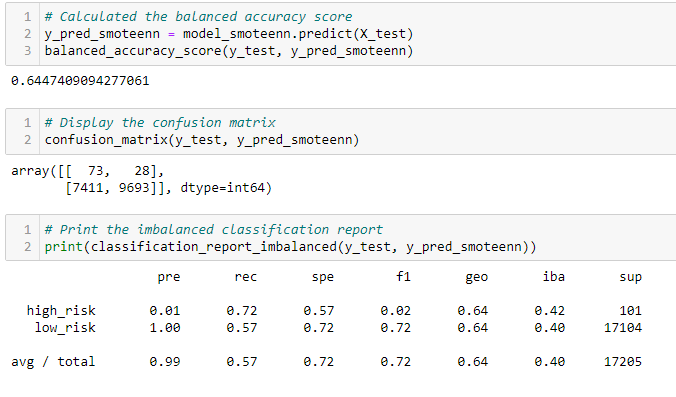 1 # Calculated the balanced accuracy score
2 y_pred_smoteenn = model_smoteenn.predict(X_test)
3 balanced_accuracy_score(y_test, y_pred_smoteenn)
0.6447409094277061
1 # Display the confusion matrix
2 confusion_matrix(y_test, y_pred_smoteenn)
array([[  73,   28],
       [7411, 9693]], dtype=int64)
1 # Print the imbalanced classification report
2 print(classification_report_imbalanced(y_test, y_pred_smoteenn))
pre rec spe f1 geo iba sup
high_risk 0.01 0.72 0.57 0.02 0.64 0.42 101
low_risk 1.00 0.57 0.72 0.72 0.64 0.40 17104
avg / total 0.99 0.57 0.72 0.72 0.64 0.40 17205